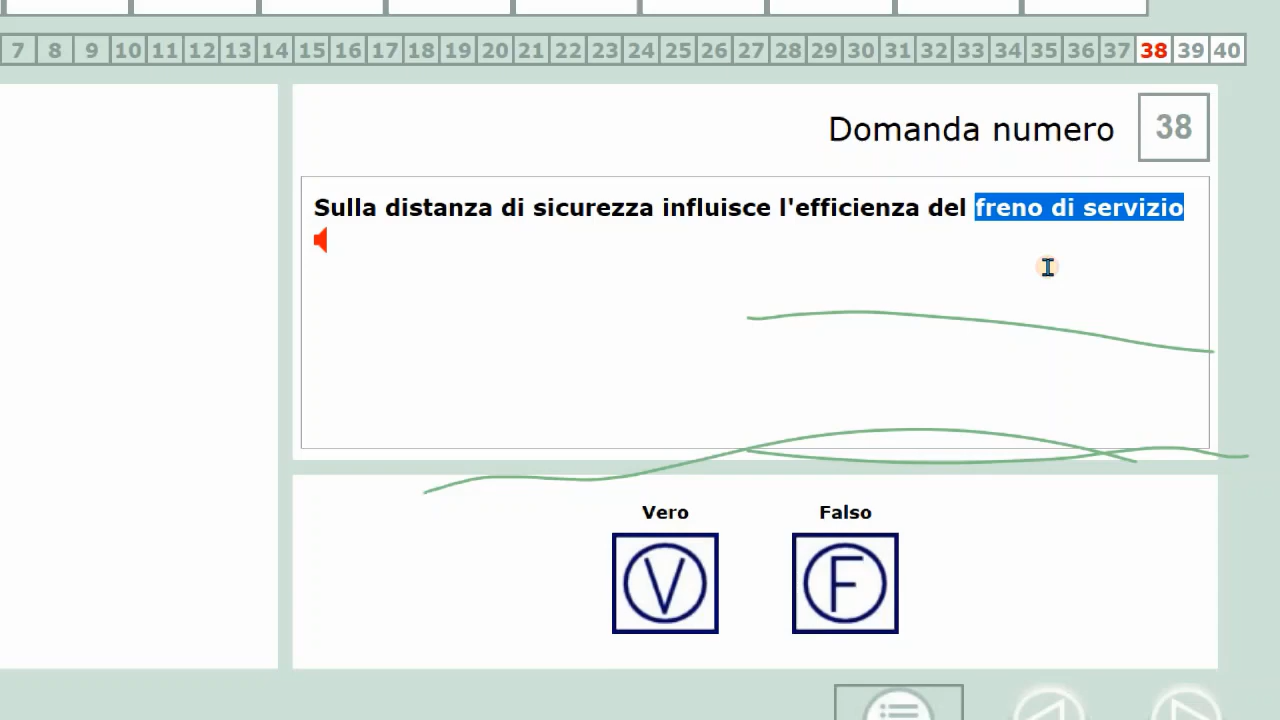 7 8 9 10 11 12 13 14 15 16 17 18 19 20 21 22 23 24 25 26 27 28 29 30 31 32 33 34 35 36 37 38 39 40
Domanda numero 38
Sulla distanza di sicurezza influisce l'efficienza del freno di servizio
Vero Falso
V F